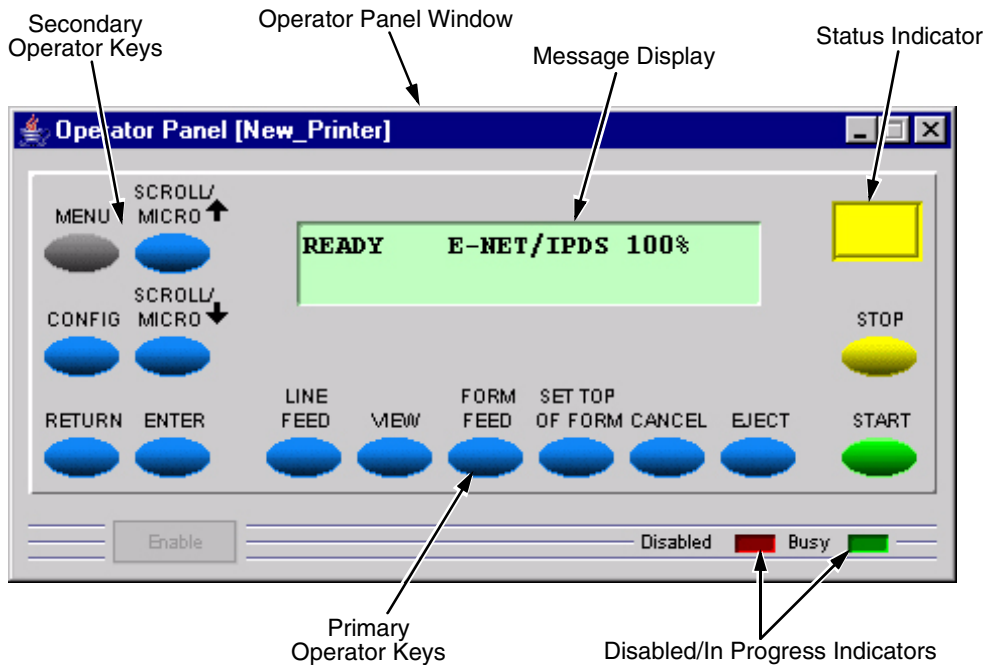 Secondary
Operator Keys
Operator Panel Window
Message Display
Status Indicator
Operator Panel [New_Printer]
MENU
SCROLL/
MICRO
READY E-NET/IPDS 100%
CONFIG
SCROLL/
MICRO
STOP
RETURN
ENTER
LINE
FEED
VIEW
FORM
FEED
SET TOP
OF FORM
CANCEL
EJECT
START
Enable
Disabled
Busy
Primary
Operator Keys
Disabled/In Progress Indicators